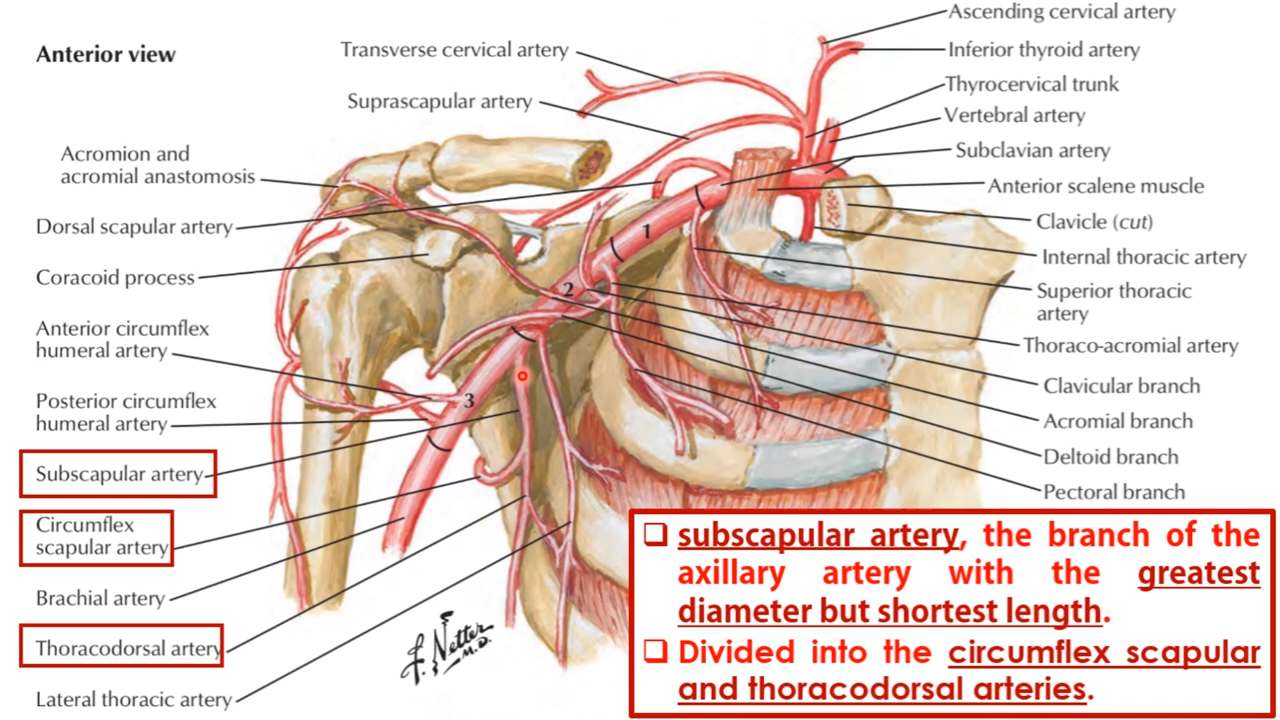 Anterior view
Transverse cervical artery
Suprascapular artery
Acromion and
acromial anastomosis
Dorsal scapular artery
Coracoid process
Anterior circumflex
humeral artery
Posterior circumflex
humeral artery
Subscapular artery
Circumflex
scapular artery
Brachial artery
Thoracodorsal artery
Lateral thoracic artery
Ascending cervical artery
Inferior thyroid artery
Thyrocervical trunk
Vertebral artery
Subclavian artery
Anterior scalene muscle
Clavicle (cut)
Internal thoracic artery
Superior thoracic
artery
Thoraco-acromial artery
Clavicular branch
Acromial branch
Deltoid branch
Pectoral branch
1
2
3
F. Netter
M.D.
❑ subscapular artery, the branch of the
axillary artery with the greatest
diameter but shortest length.
❑ Divided into the circumflex scapular
and thoracodorsal arteries.